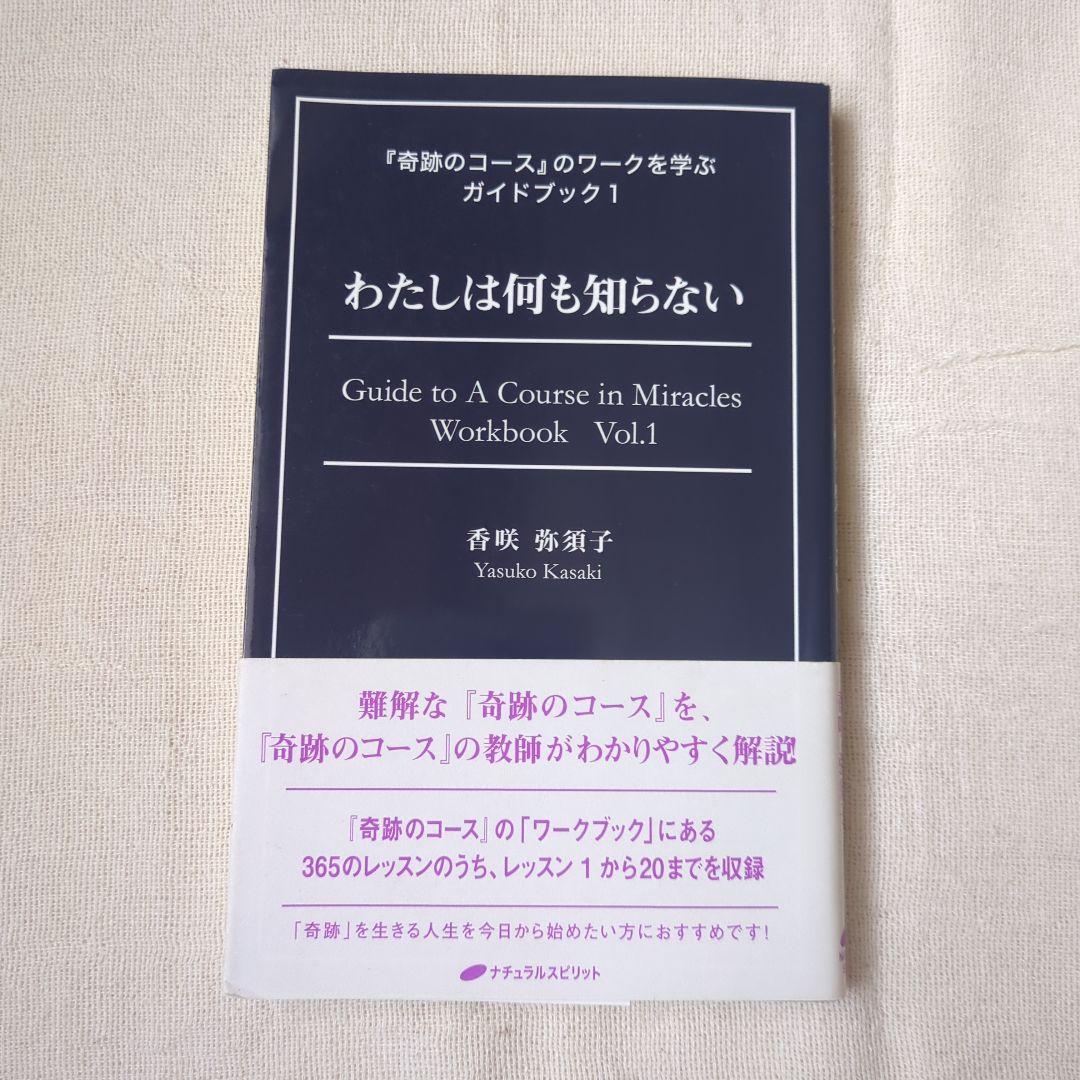 『奇跡のコース』のワークを学ぶ
ガイドブック1
わたしは何も知らない
Guide to A Course in Miracles
Workbook Vol.1
香咲 弥須子
Yasuko Kasaki
難解な『奇跡のコース』を、
『奇跡のコース』の教師がわかりやすく解説!
『奇跡のコース』の「ワークブック」にある
365のレッスンのうち、レッスン1から20までを収録
「奇跡」を生きる人生を今日から始めたい方におすすめです!
ナチュラルスピリット